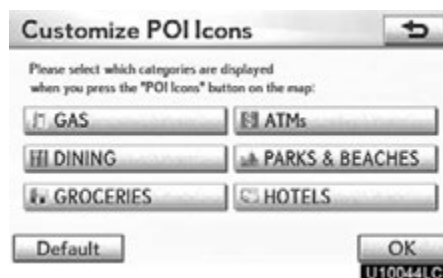 Customize POI Icons
Please select which categories are displayed
when you press the "POI Icons" button on the map:
GAS
ATMs
DINING
PARKS & BEACHES
GROCERIES
HOTELS
Default
OK
U10044LC